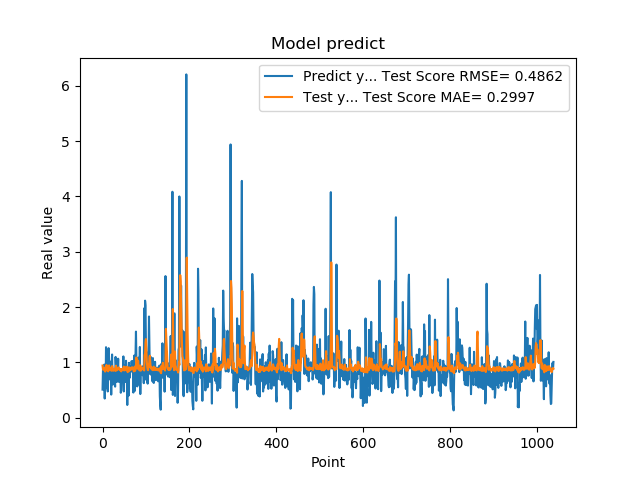 Model predict
Predict y... Test Score RMSE= 0.4862
Test y... Test Score MAE= 0.2997
Real value
6
5
4
3
2
1
0
0 200 400 600 800 1000
Point